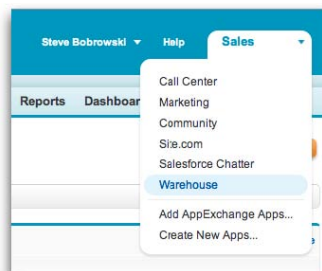 Steve Bobrowski Help Sales
Reports Dashboar
Call Center
Marketing
Community
Site.com
Salesforce Chatter
Warehouse
Add AppExchange Apps...
Create New Apps...